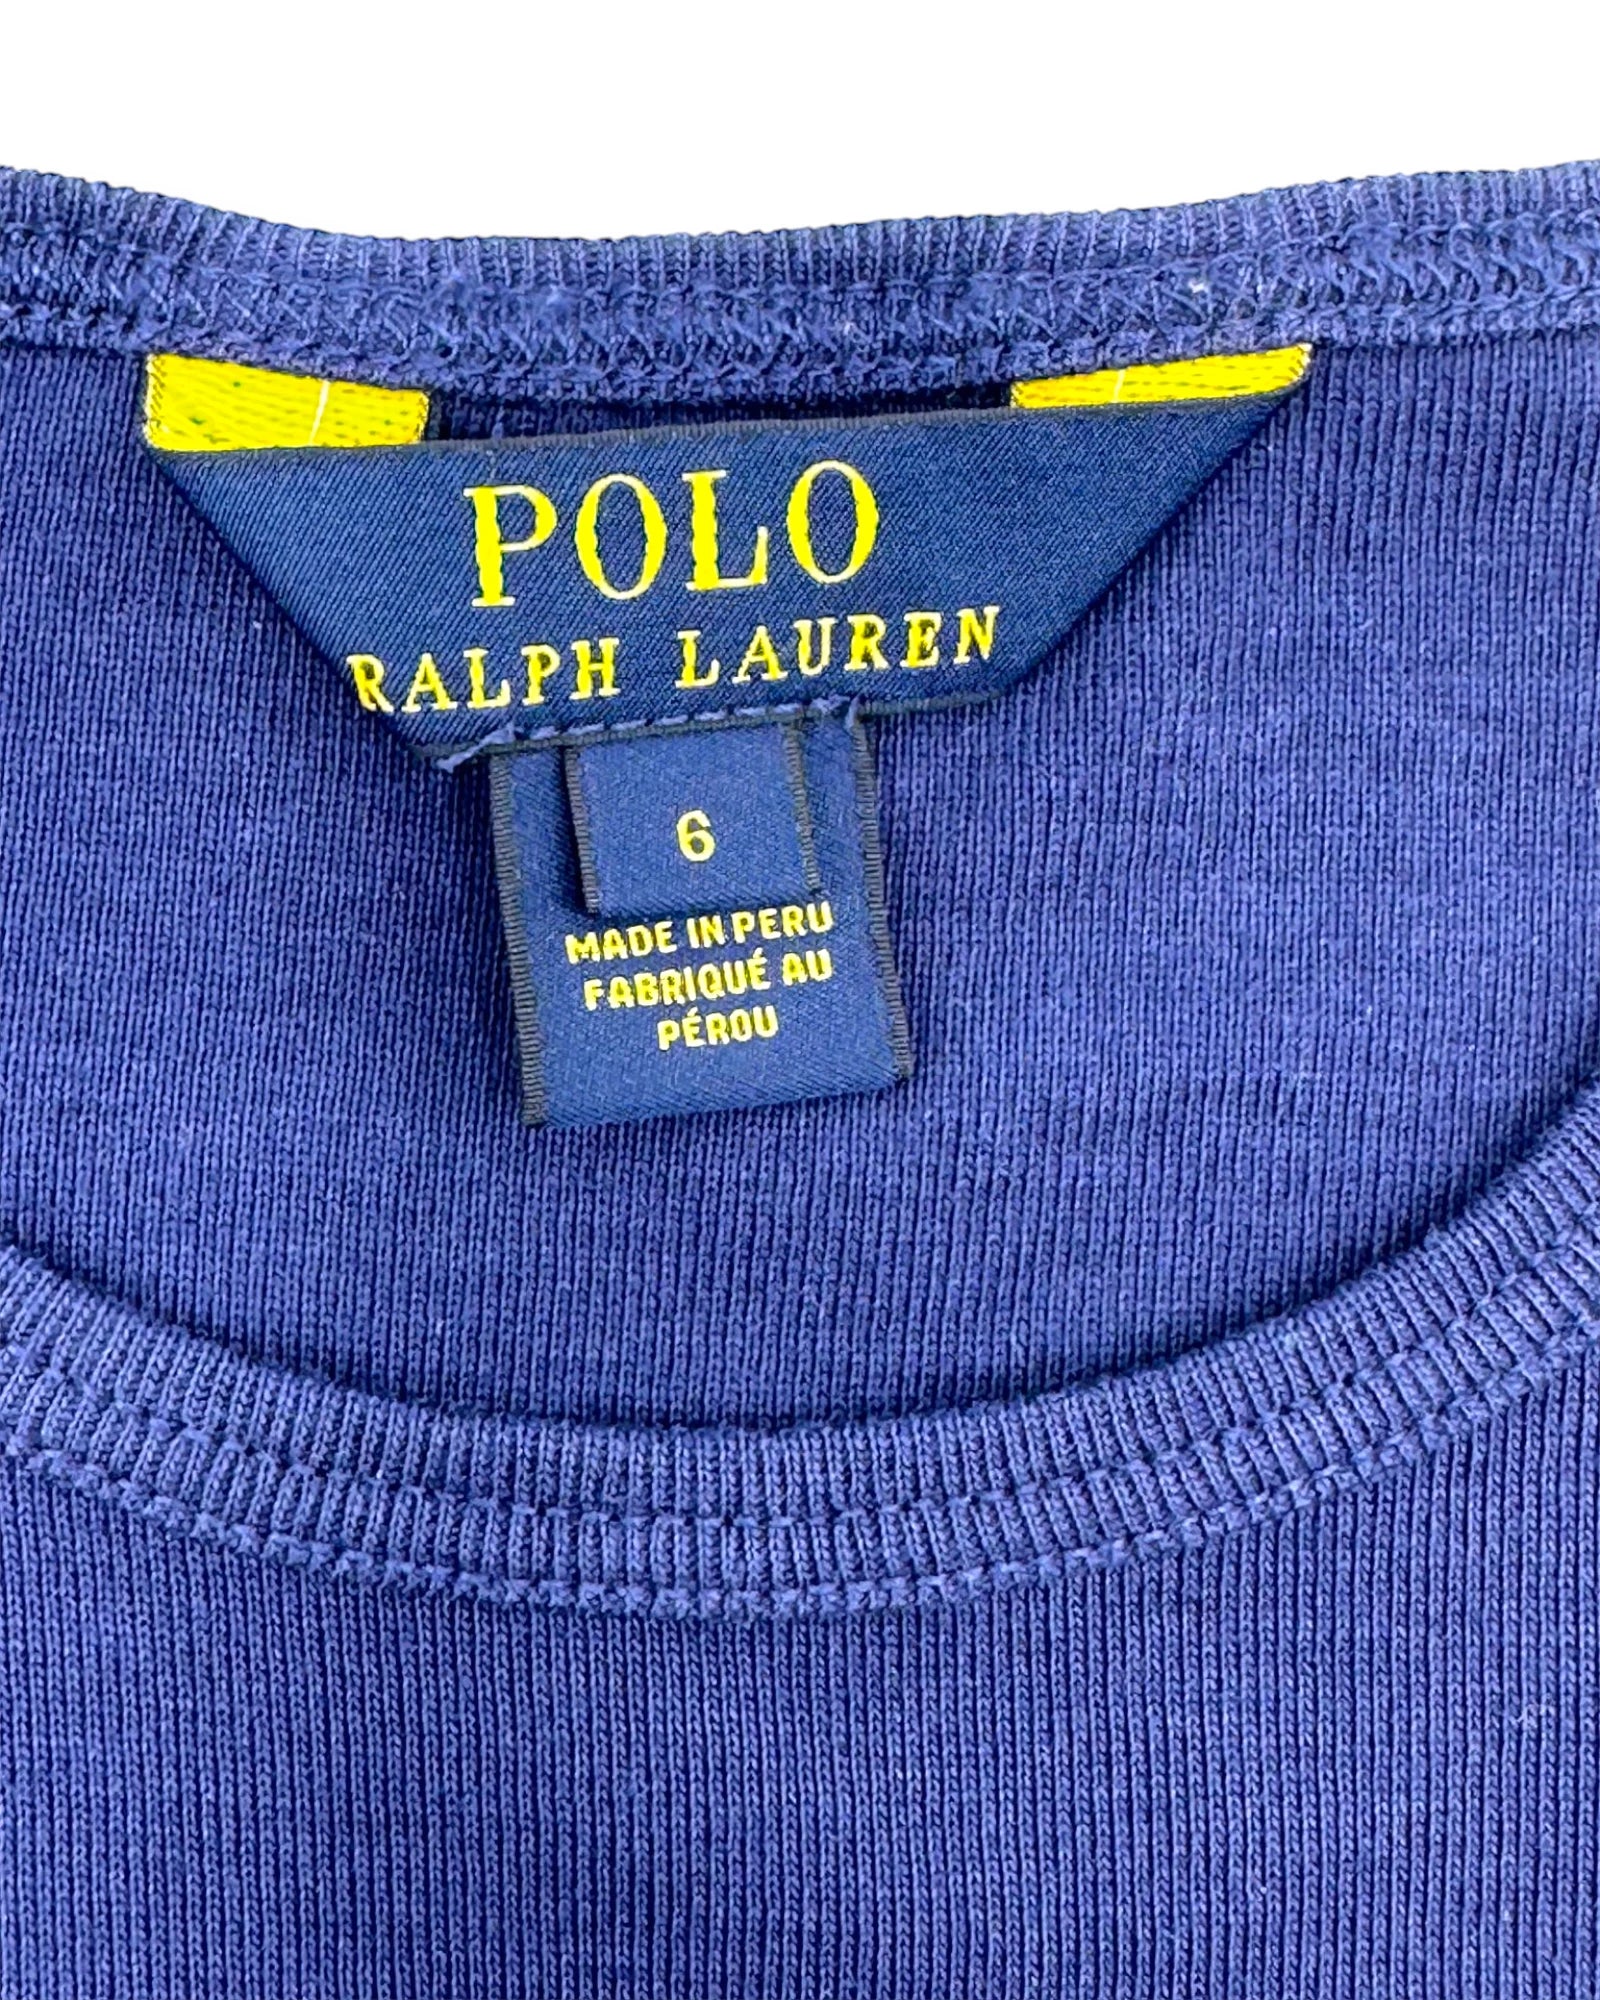 POLO
RALPH LAUREN
6
MADE IN PERU
FABRIQUÉ AU
PÉROU